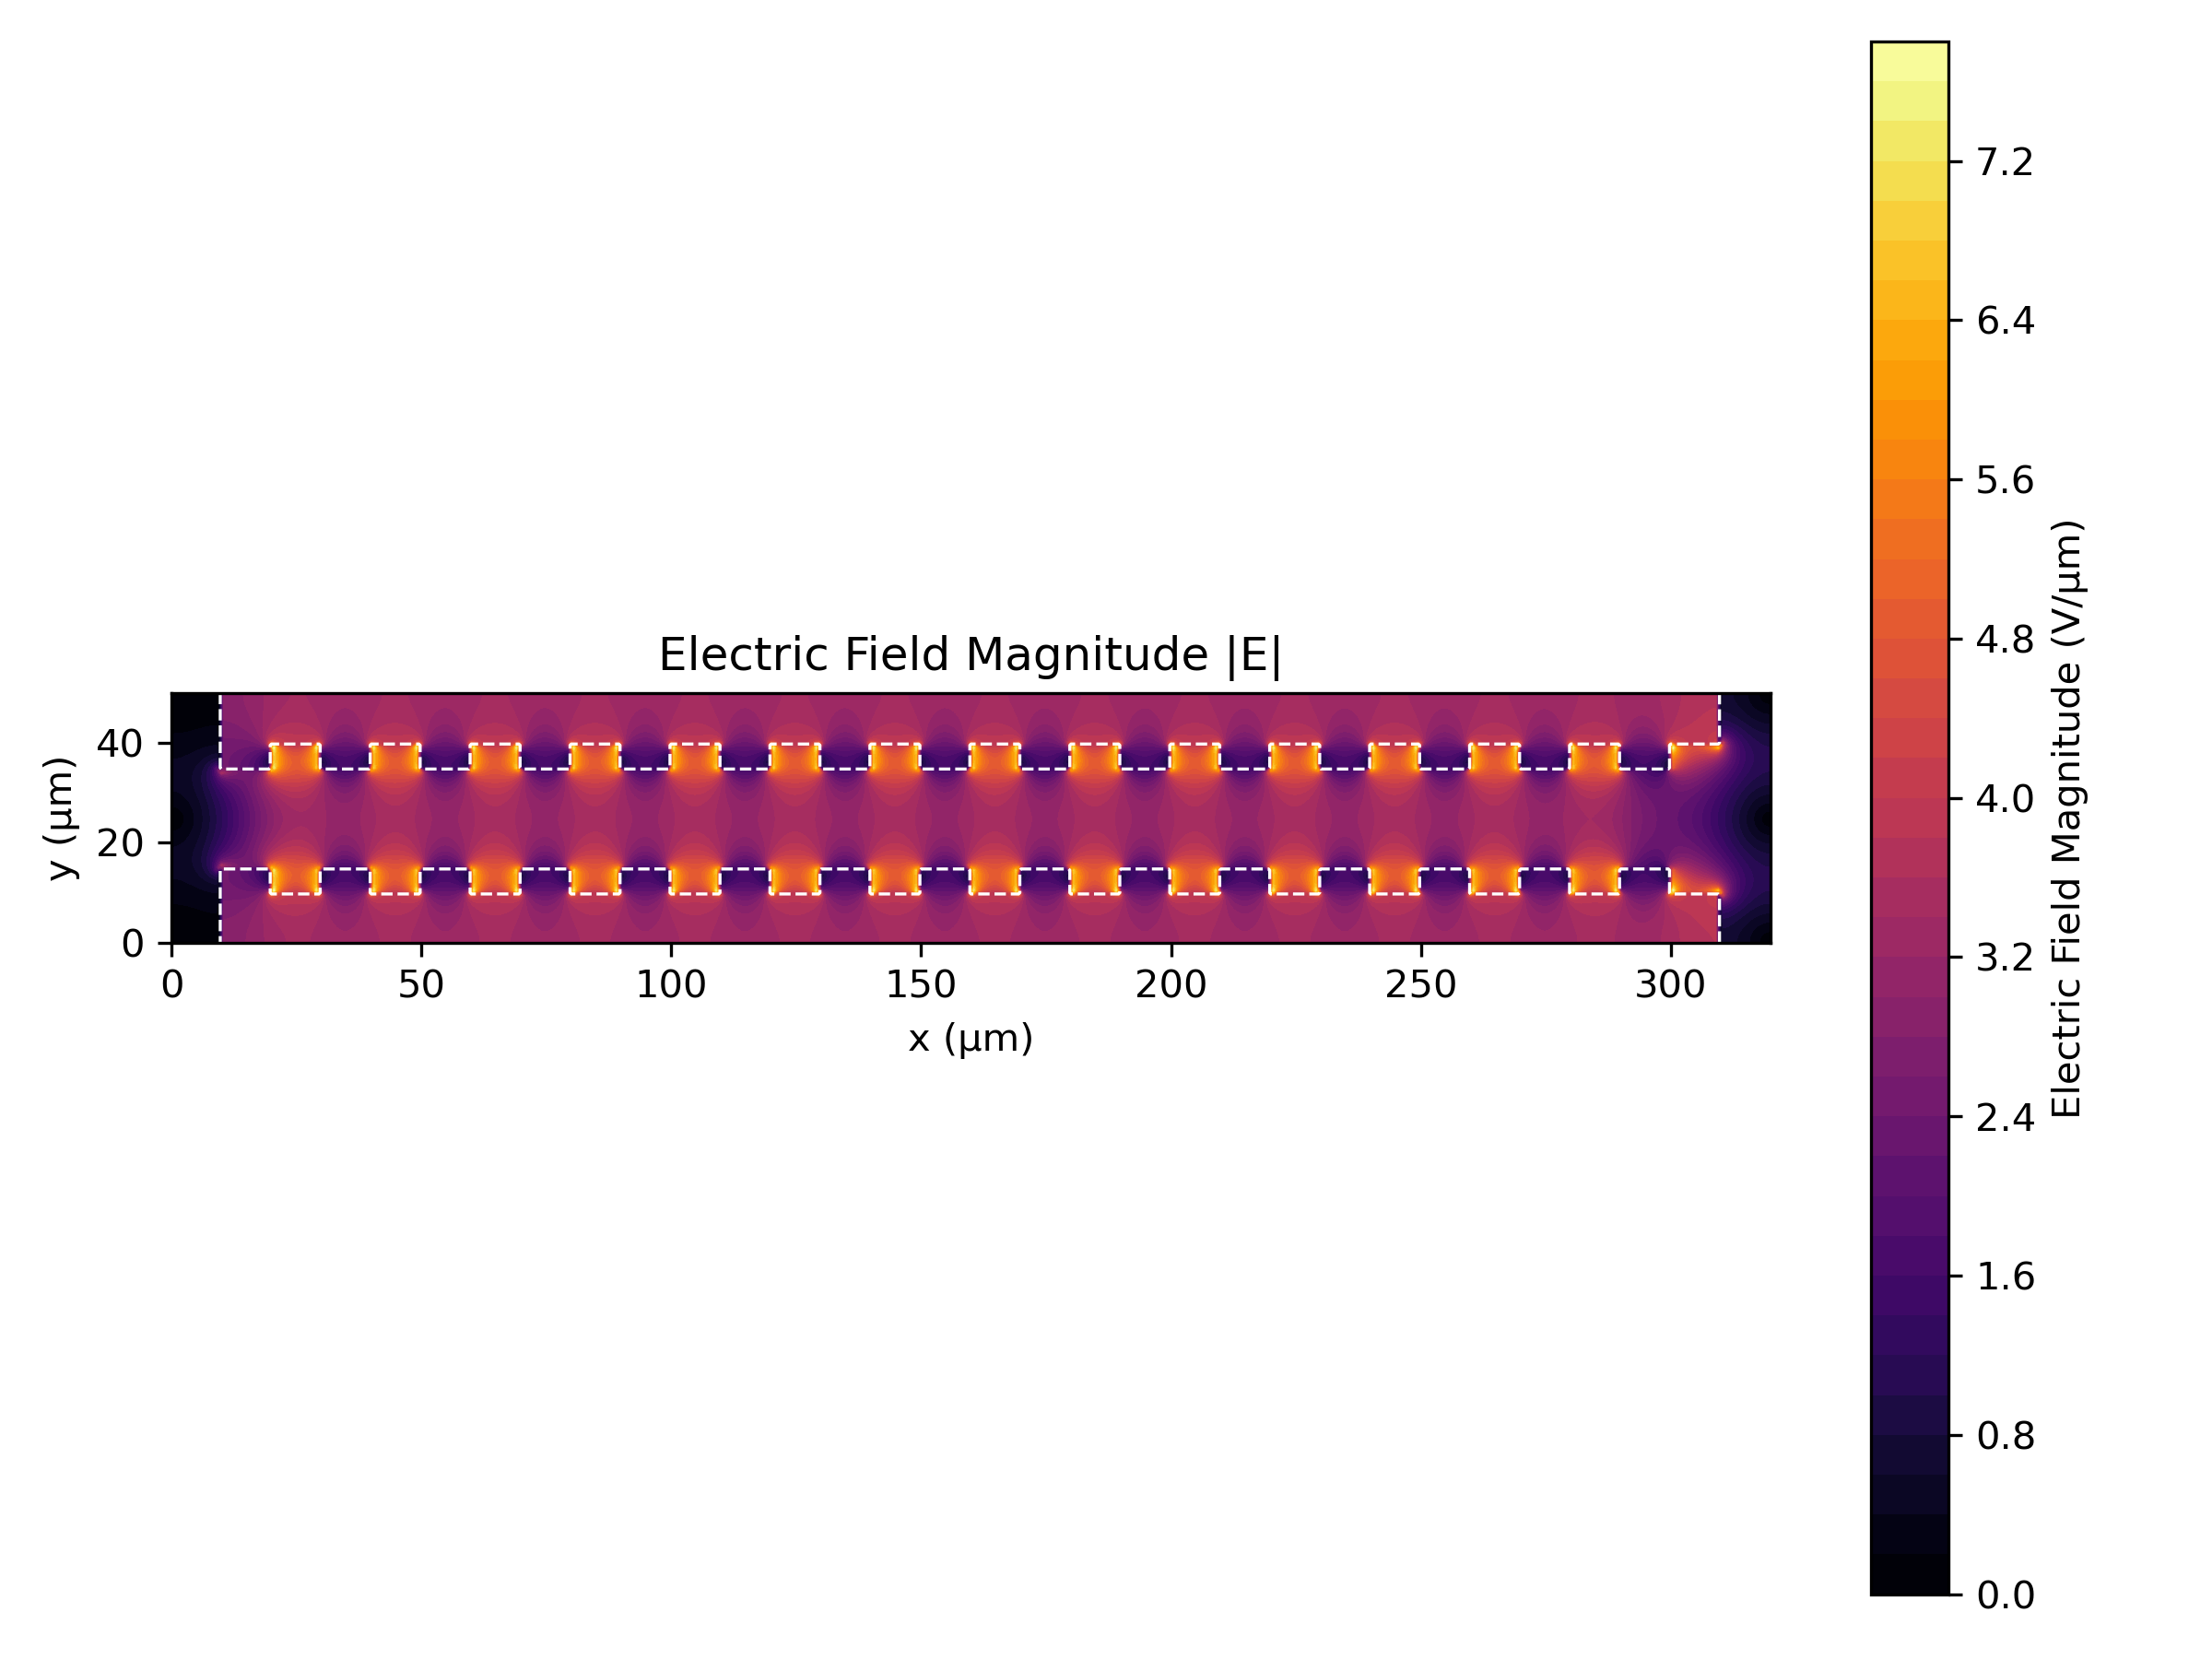 Electric Field Magnitude |E|
40
20
0
y (μm)
0 50 100 150 200 250 300
x (μm)
7.2
6.4
5.6
4.8
4.0
3.2
2.4
1.6
0.8
0.0
Electric Field Magnitude (V/μm)